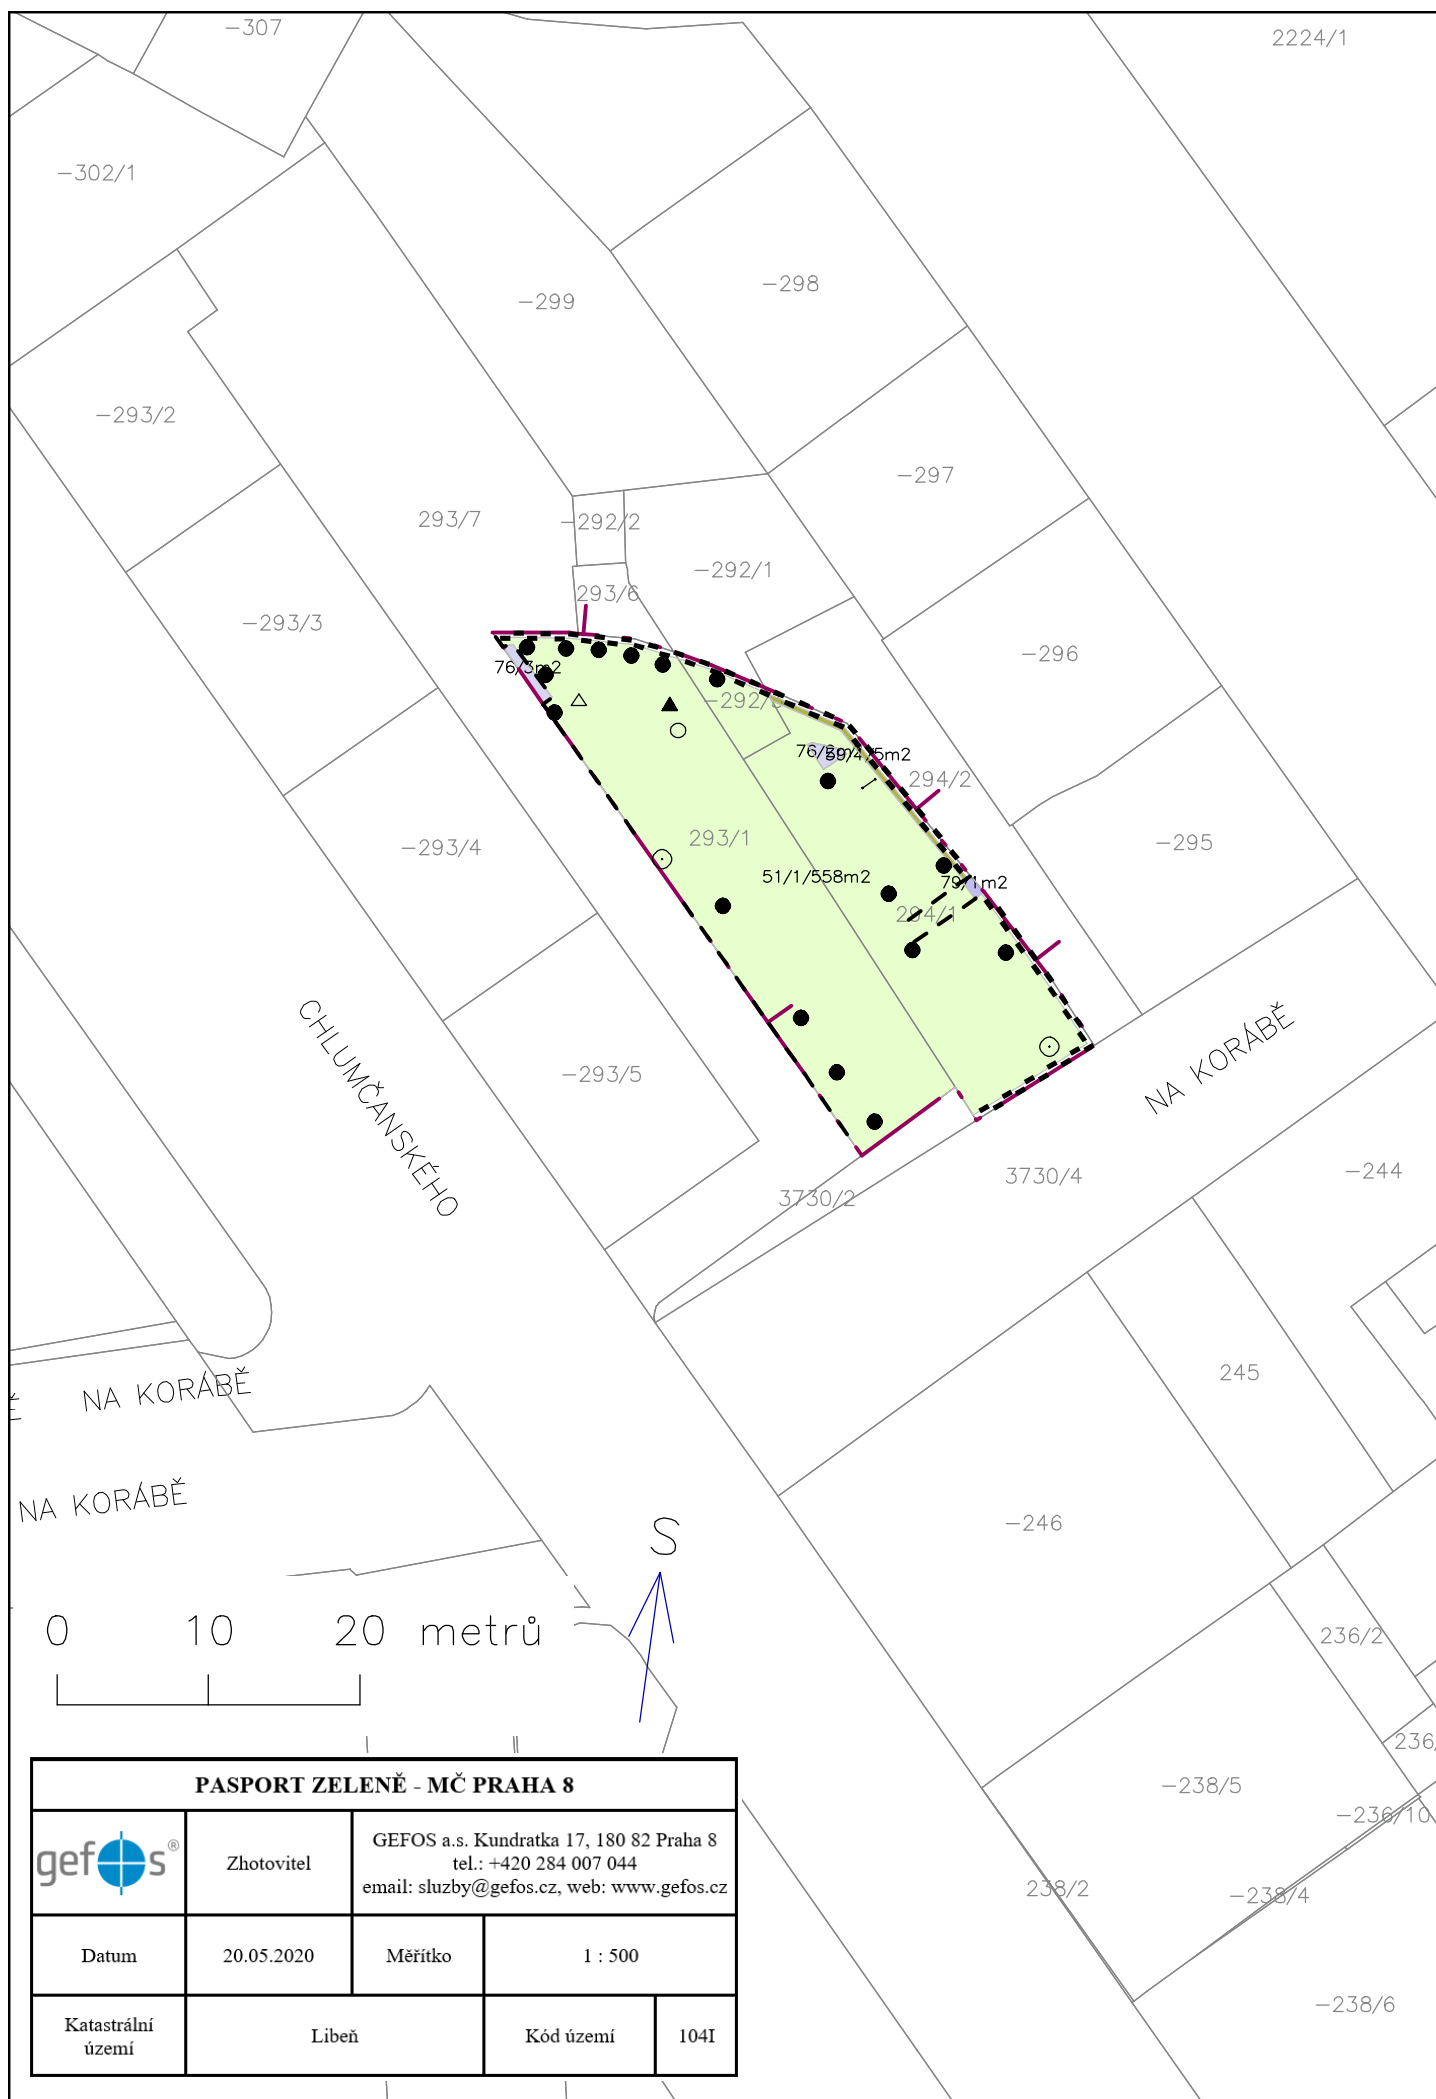 -307
2224/1
-302/1
-299
-298
-293/2
-297
293/7
-292/2
-292/1
293/6
-293/3
-296
76/3m2
-292/3
59/4/5m2
294/2
-293/4
293/1
-295
51/1/558m2
79/1m2
294/1
CHLUMČANSKÉHO
NA KORÁBĚ
-293/5
3730/2
3730/4
-244
245
NA KORÁBĚ
NA KORÁBĚ
-246
S
0 10 20 metrů
236/2
236/
-238/5
-236/10
238/2
-238/4
-238/6
PASPORT ZELENĚ - MČ PRAHA 8
gefos®
Zhotovitel
GEFOS a.s. Kundratka 17, 180 82 Praha 8
tel.: +420 284 007 044
email: sluzby@gefos.cz, web: www.gefos.cz
Datum
20.05.2020
Měřítko
1 : 500
Katastrální
území
Libeň
Kód území
104I